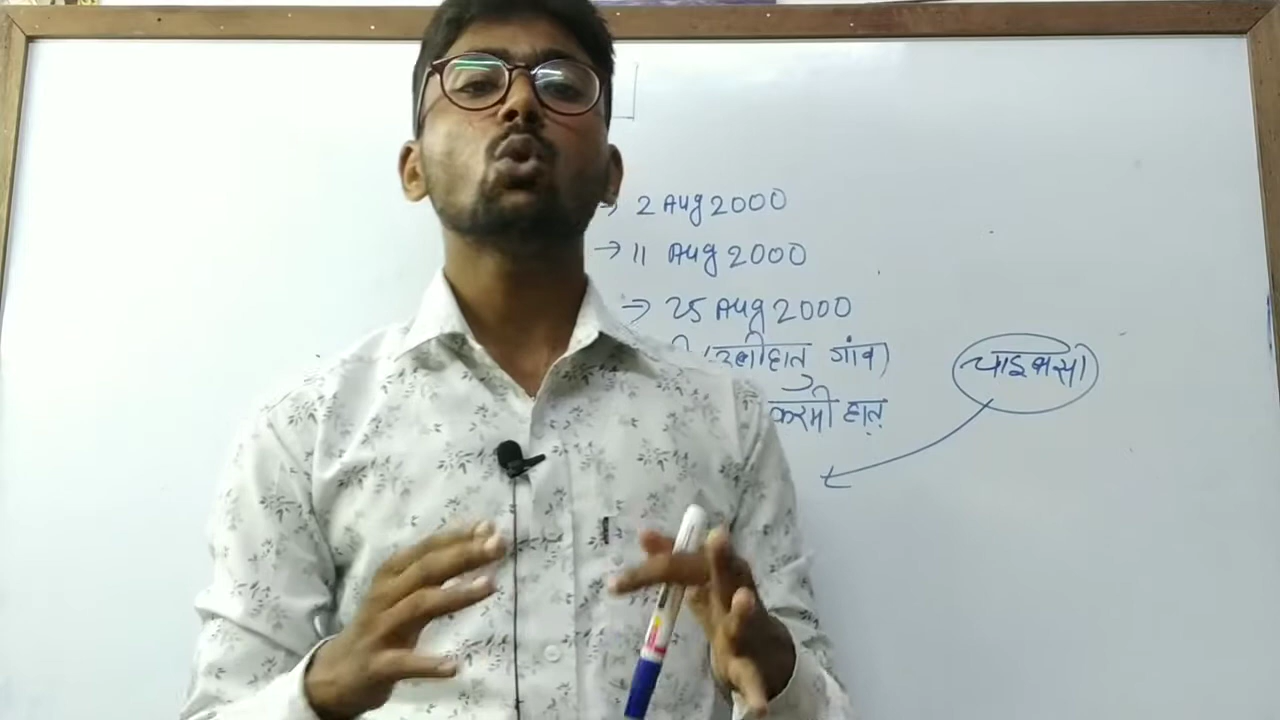 → 2 Aug 2000
→ 11 Aug 2000
→ 25 Aug 2000
(उलीहात गांव)
करमी हात
चाइबासा